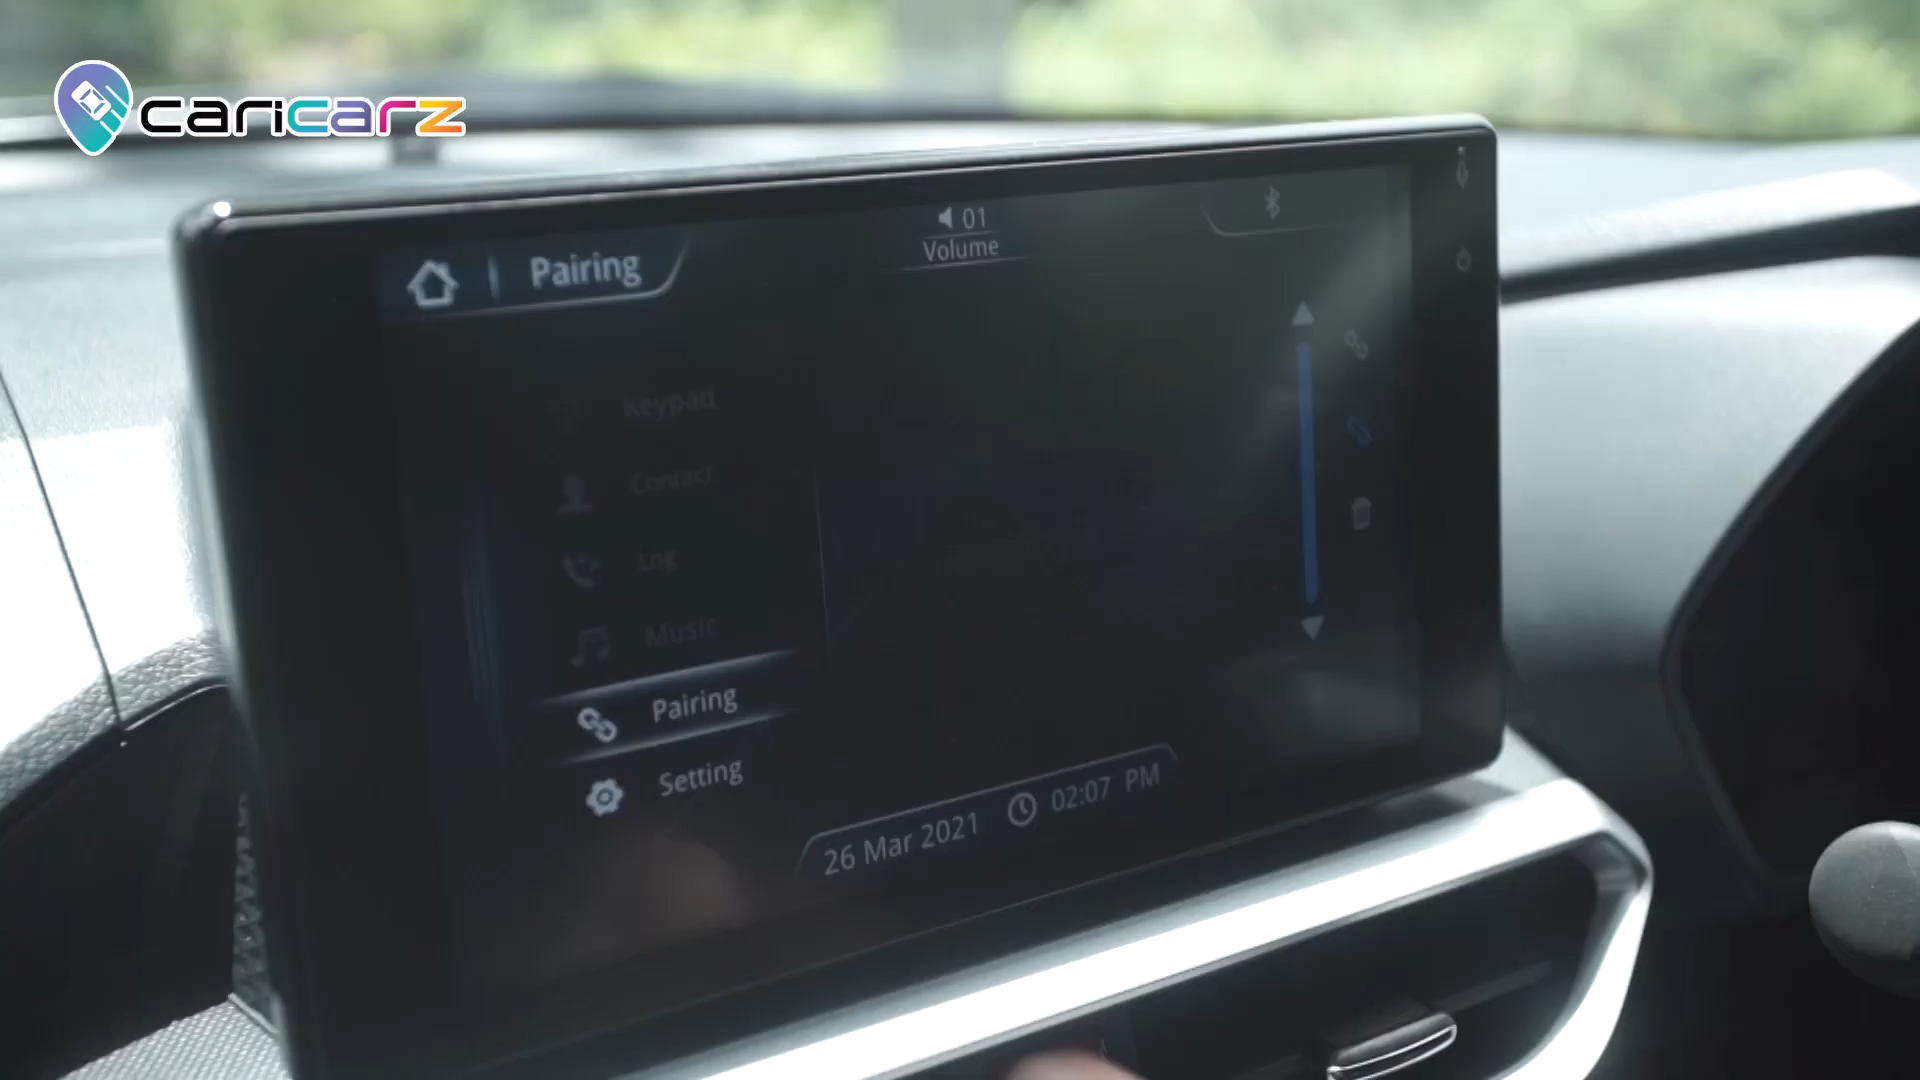 caricarz
01
Volume
Pairing
Keypad
Contact
Log
Music
Pairing
Setting
26 Mar 2021 02:07 PM